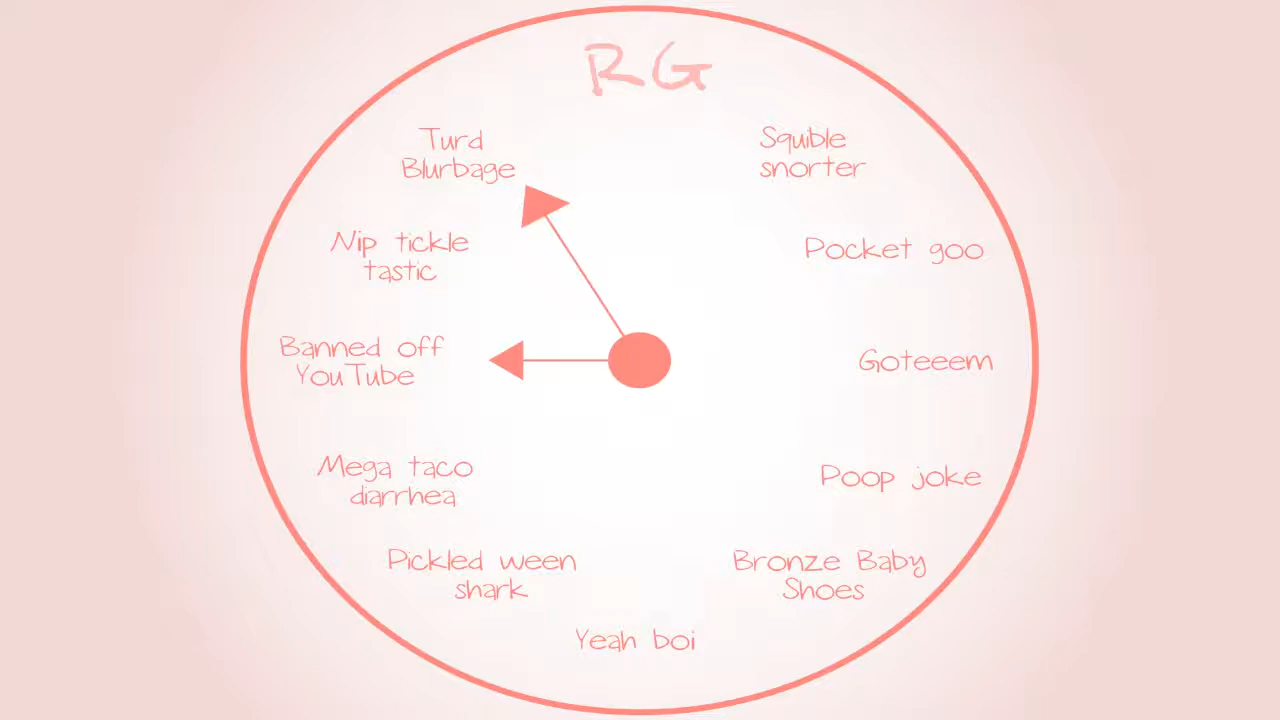 RG
Turd
Blurbage
Squible
snorter
Nip tickle
tastic
Pocket goo
Banned off
YouTube
Goteeem
Mega taco
diarrhea
Poop joke
Pickled ween
shark
Bronze Baby
Shoes
Yeah boi